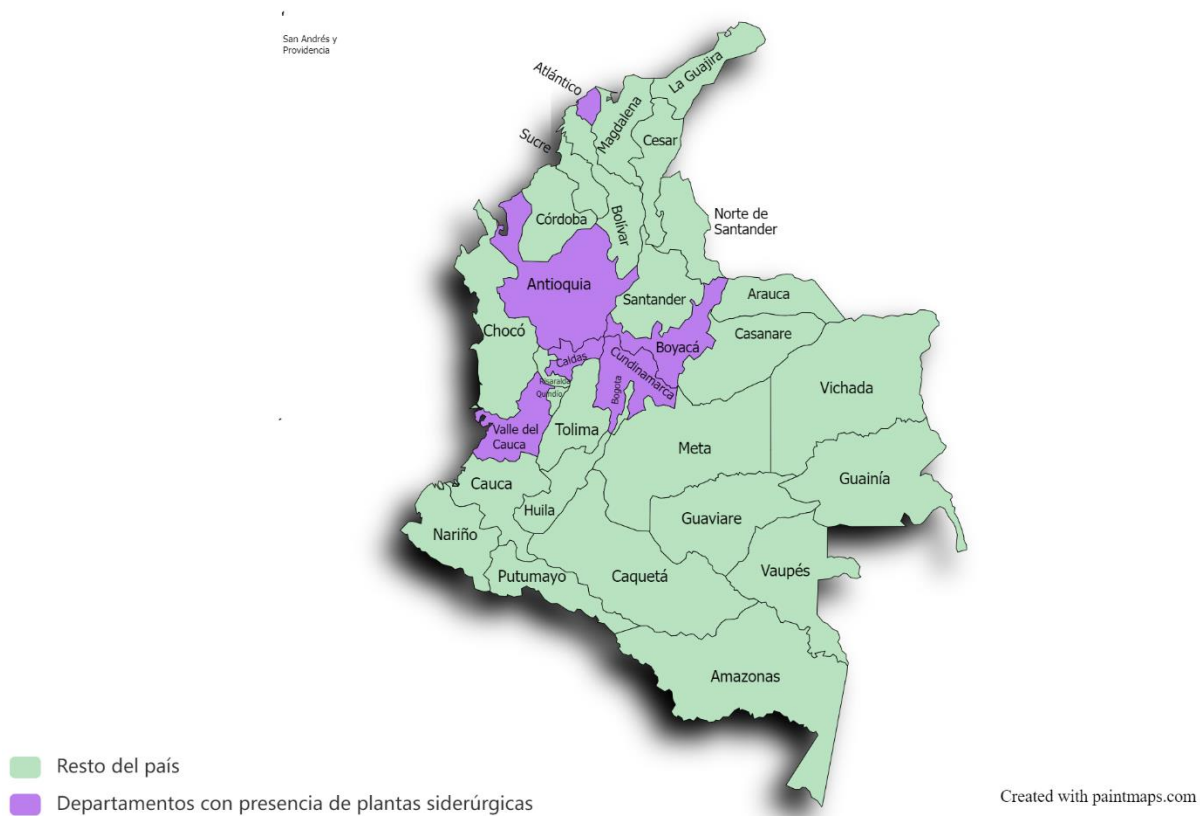 San Andrés y
Providencia
Atlántico
La Guajira
Magdalena
Cesar
Sucre
Norte de
Santander
Córdoba
Bolívar
Antioquia
Santander
Arauca
Chocó
Boyacá
Casanare
Caldas
Cundinamarca
Risaralda
Quindio
Bogota
Vichada
Valle del
Cauca
Tolima
Meta
Cauca
Guainía
Huila
Guaviare
Nariño
Putumayo
Caquetá
Vaupés
Amazonas
Resto del país
Departamentos con presencia de plantas siderúrgicas
Created with paintmaps.com